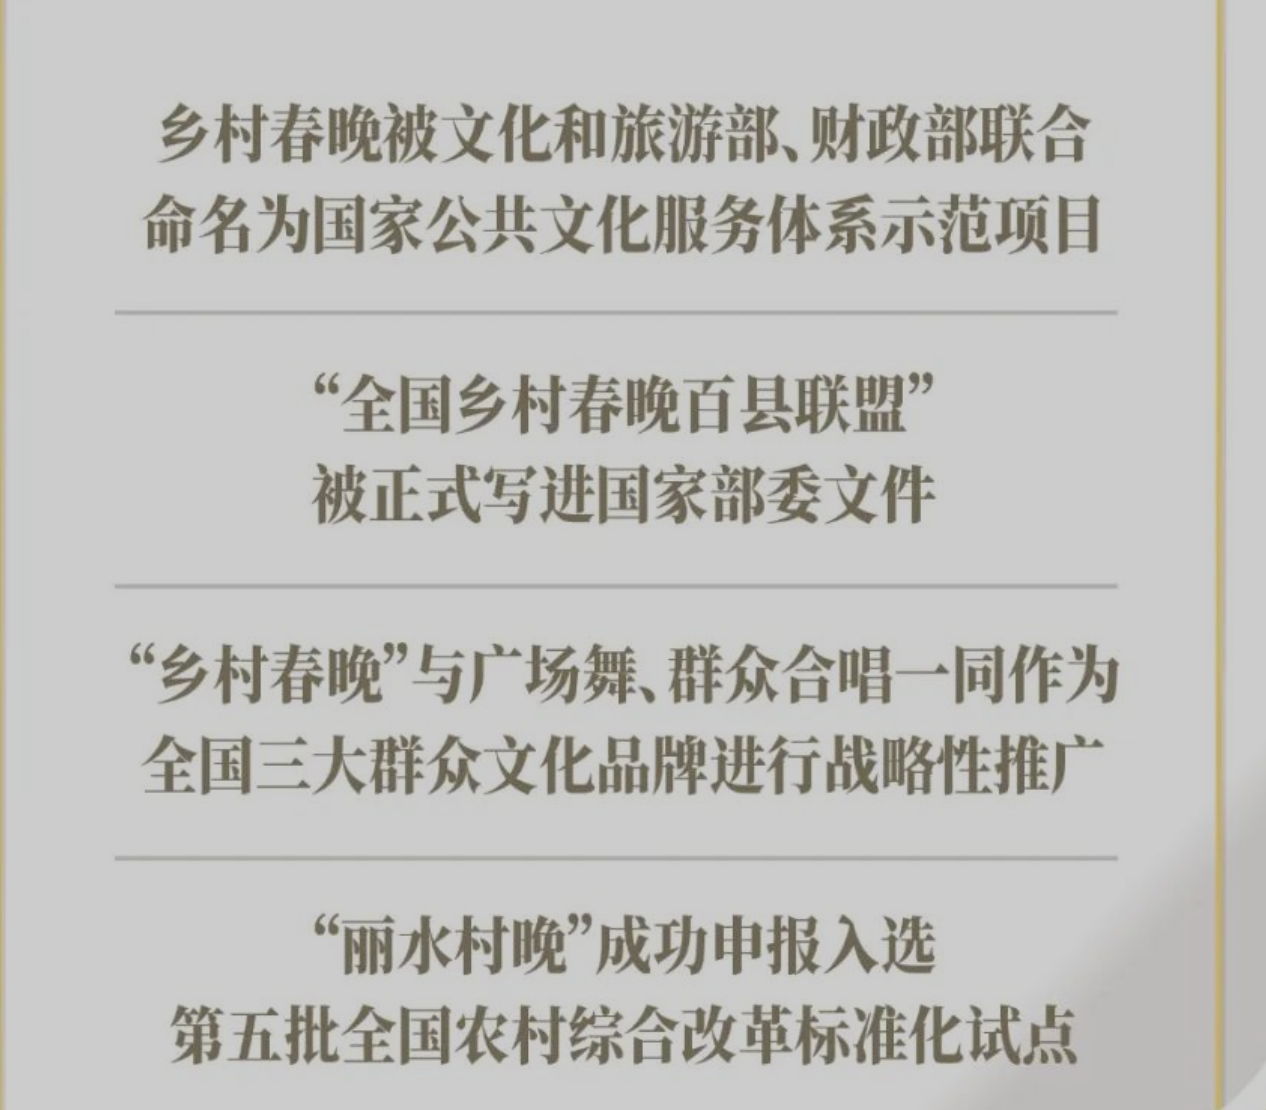 乡村春晚被文化和旅游部、财政部联合
命名为国家公共文化服务体系示范项目
“全国乡村春晚百县联盟”
被正式写进国家部委文件
“乡村春晚”与广场舞、群众合唱一同作为
全国三大群众文化品牌进行战略性推广
“丽水村晚”成功申报入选
第五批全国农村综合改革标准化试点